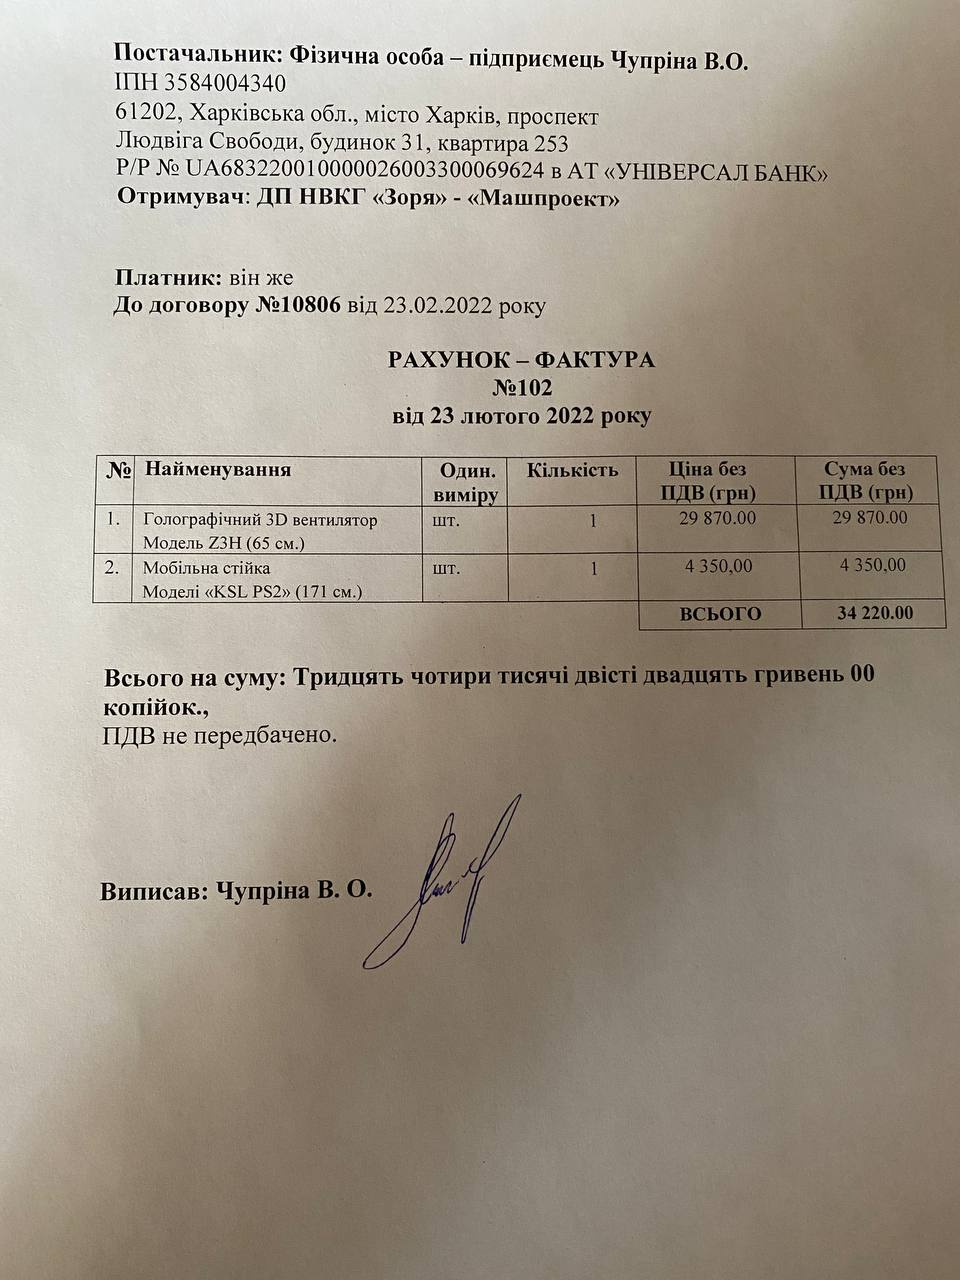 Постачальник: Фізична особа – підприємець Чупріна В.О.
ІПН 3584004340
61202, Харківська обл., місто Харків, проспект
Людвіга Свободи, будинок 31, квартира 253
Р/Р № UA683220010000026003300069624 в АТ «УНІВЕРСАЛ БАНК»
Отримувач: ДП НВКГ «Зоря» - «Машпроект»
Платник: він же
До договору №10806 від 23.02.2022 року
РАХУНОК – ФАКТУРА
№102
від 23 лютого 2022 року
№ Найменування Один. виміру Кількість Ціна без ПДВ (грн) Сума без ПДВ (грн)
1. Голографічний 3D вентилятор шт. 1 29 870.00 29 870.00
Модель Z3H (65 см.)
2. Мобільна стійка шт. 1 4 350,00 4 350,00
Моделі «KSL PS2» (171 см.)
ВСЬОГО 34 220.00
Всього на суму: Тридцять чотири тисячі двісті двадцять гривень 00
копійок.,
ПДВ не передбачено.
Виписав: Чупріна В. О.